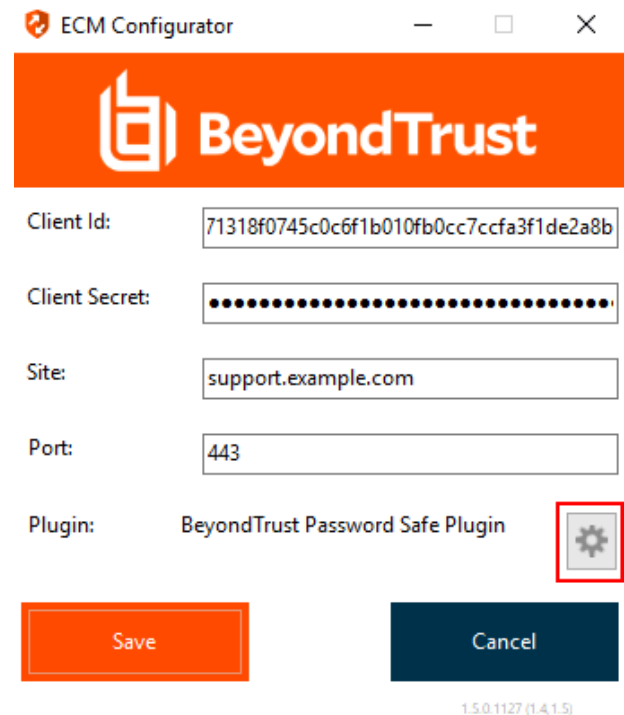 ECM Configurator
BeyondTrust
Client Id:
71318f0745c0c6f1b010fb0cc7ccfa3f1de2a8b
Client Secret:
Site:
support.example.com
Port:
443
Plugin:
BeyondTrust Password Safe Plugin
Save
Cancel
1.5.0.1127 (1.4,1.5)